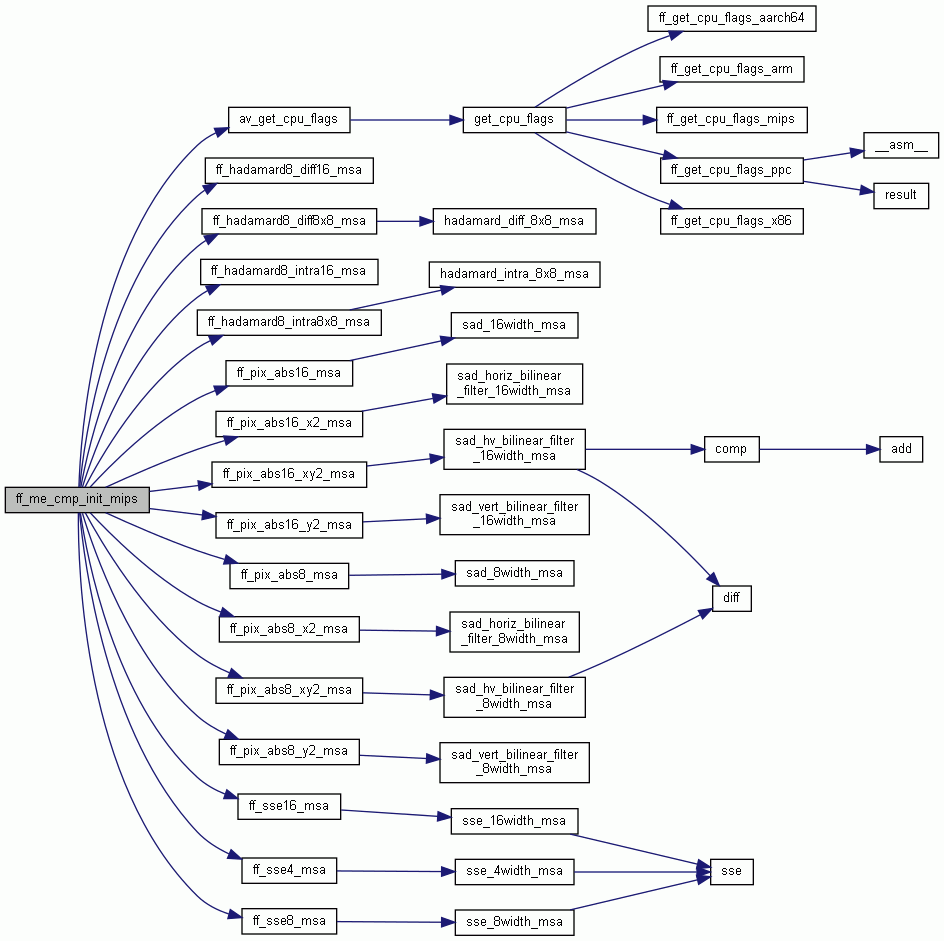 ff_get_cpu_flags_aarch64
ff_get_cpu_flags_arm
av_get_cpu_flags
get_cpu_flags
ff_get_cpu_flags_mips
__asm__
ff_hadamard8_diff16_msa
ff_get_cpu_flags_ppc
result
ff_hadamard8_diff8x8_msa
hadamard_diff_8x8_msa
ff_get_cpu_flags_x86
ff_hadamard8_intra16_msa
hadamard_intra_8x8_msa
ff_hadamard8_intra8x8_msa
sad_16width_msa
ff_pix_abs16_msa
sad_horiz_bilinear
_filter_16width_msa
ff_pix_abs16_x2_msa
sad_hv_bilinear_filter
_16width_msa
comp
add
ff_pix_abs16_xy2_msa
ff_me_cmp_init_mips
sad_vert_bilinear_filter
_16width_msa
ff_pix_abs16_y2_msa
ff_pix_abs8_msa
sad_8width_msa
diff
ff_pix_abs8_x2_msa
sad_horiz_bilinear
_filter_8width_msa
ff_pix_abs8_xy2_msa
sad_hv_bilinear_filter
_8width_msa
ff_pix_abs8_y2_msa
sad_vert_bilinear_filter
_8width_msa
ff_sse16_msa
sse_16width_msa
ff_sse4_msa
sse_4width_msa
sse
ff_sse8_msa
sse_8width_msa